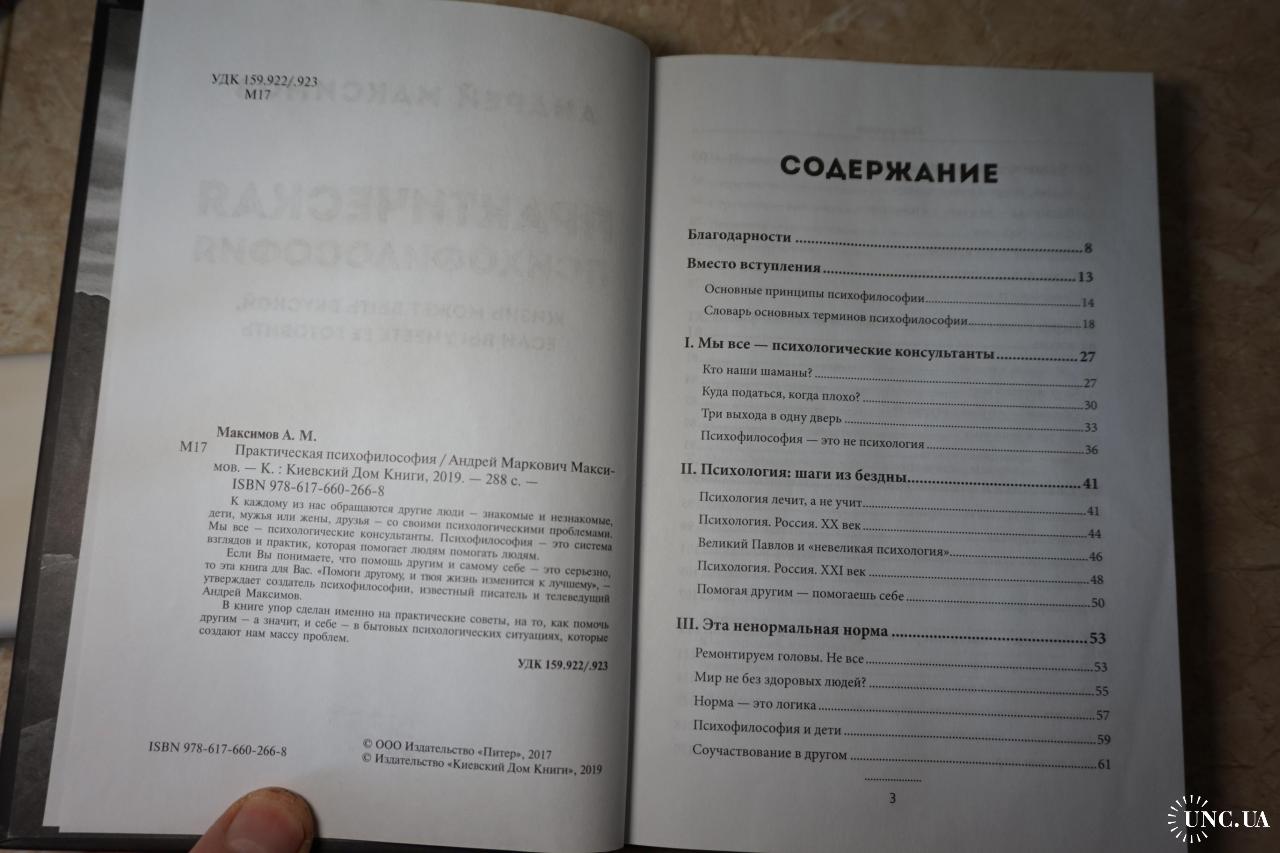 УДК 159.922/.923
М17
Максимов А. М.
М17 Практическая психофилософия / Андрей Маркович Макси-
мов. — К. : Киевский Дом Книги, 2019. — 288 с. —
ISBN 978-617-660-266-8
К каждому из нас обращаются другие люди – знакомые и незнакомые,
дети, мужья или жены, друзья – со своими психологическими проблемами.
Мы все – психологические консультанты. Психофилософия – это система
взглядов и практик, которая помогает людям помогать людям.
Если Вы понимаете, что помощь другим и самому себе – это серьезно,
то эта книга для Вас. «Помоги другому, и твоя жизнь изменится к лучшему», –
утверждает создатель психофилософии, известный писатель и телеведущий
Андрей Максимов.
В книге упор сделан именно на практические советы, на то, как помочь
другим – а значит, и себе – в бытовых психологических ситуациях, которые
создают нам массу проблем.
УДК 159.922/.923
ISBN 978-617-660-266-8
© ООО Издательство «Питер», 2017
© Издательство «Киевский Дом Книги», 2019
СОДЕРЖАНИЕ
Благодарности ........ 8
Вместо вступления ........ 13
Основные принципы психофилософии ........ 14
Словарь основных терминов психофилософии ........ 18
I. Мы все — психологические консультанты ........ 27
Кто наши шаманы? ........ 27
Куда податься, когда плохо? ........ 30
Три выхода в одну дверь ........ 33
Психофилософия — это не психология ........ 36
II. Психология: шаги из бездны ........ 41
Психология лечит, а не учит ........ 41
Психология. Россия. XX век ........ 44
Великий Павлов и «невеликая психология» ........ 46
Психология. Россия. XXI век ........ 48
Помогая другим — помогаешь себе ........ 50
III. Эта ненормальная норма ........ 53
Ремонтируем головы. Не все ........ 53
Мир не без здоровых людей? ........ 55
Норма — это логика ........ 57
Психофилософия и дети ........ 59
Соучаствование в другом ........ 61
3
UNC.UA